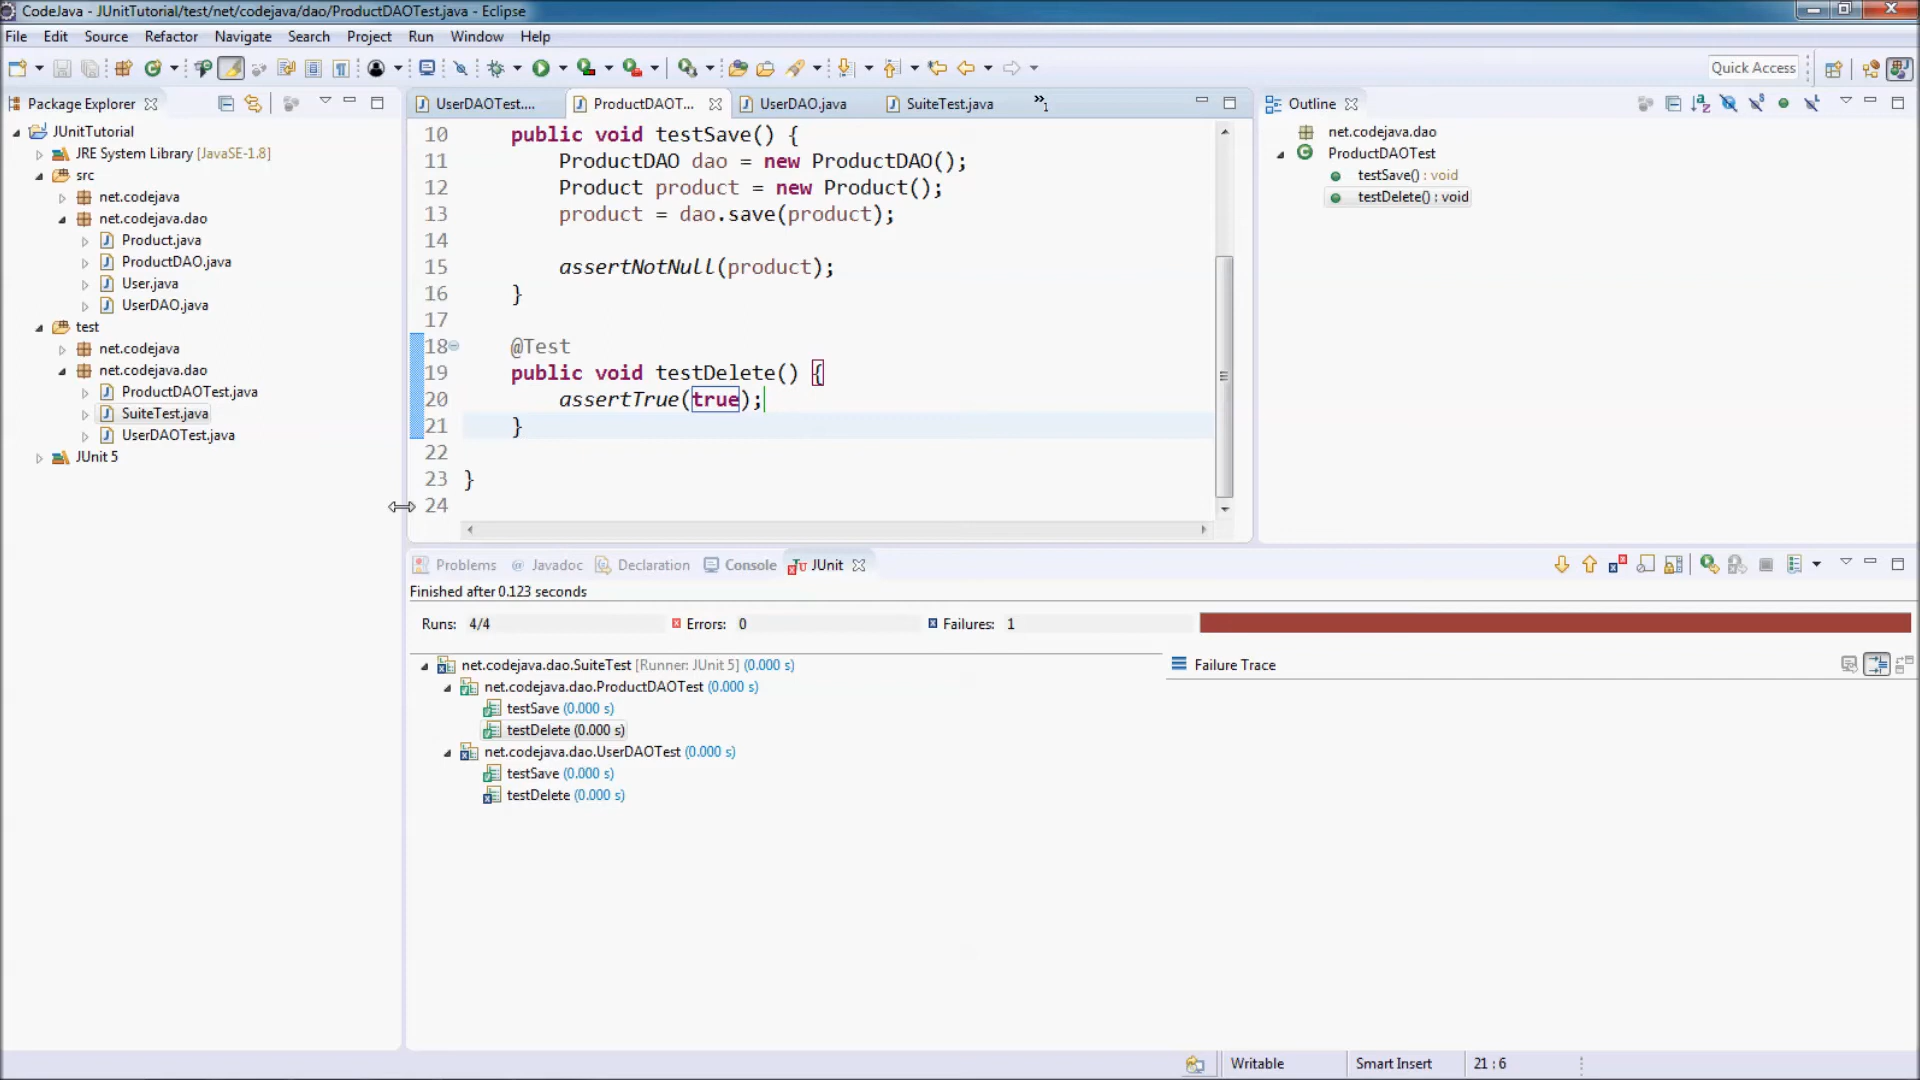 CodeJava - JUnitTutorial/test/net/codejava/dao/ProductDAOTest.java - Eclipse
File Edit Source Refactor Navigate Search Project Run Window Help
Quick Access
Package Explorer
JUnitTutorial
JRE System Library [JavaSE-1.8]
src
net.codejava
net.codejava.dao
Product.java
ProductDAO.java
User.java
UserDAO.java
test
net.codejava
net.codejava.dao
ProductDAOTest.java
SuiteTest.java
UserDAOTest.java
JUnit 5
UserDAOTest.... ProductDAOT... UserDAO.java SuiteTest.java »1
10 public void testSave() {
11 ProductDAO dao = new ProductDAO();
12 Product product = new Product();
13 product = dao.save(product);
14
15 assertNotNull(product);
16 }
17
18 @Test
19 public void testDelete() {
20 assertTrue(true);
21 }
22
23 }
24
Outline
net.codejava.dao
ProductDAOTest
testSave() : void
testDelete() : void
Problems @ Javadoc Declaration Console JUnit
Finished after 0.123 seconds
Runs: 4/4 Errors: 0 Failures: 1
net.codejava.dao.SuiteTest [Runner: JUnit 5] (0.000 s)
net.codejava.dao.ProductDAOTest (0.000 s)
testSave (0.000 s)
testDelete (0.000 s)
net.codejava.dao.UserDAOTest (0.000 s)
testSave (0.000 s)
testDelete (0.000 s)
Failure Trace
Writable Smart Insert 21 : 6